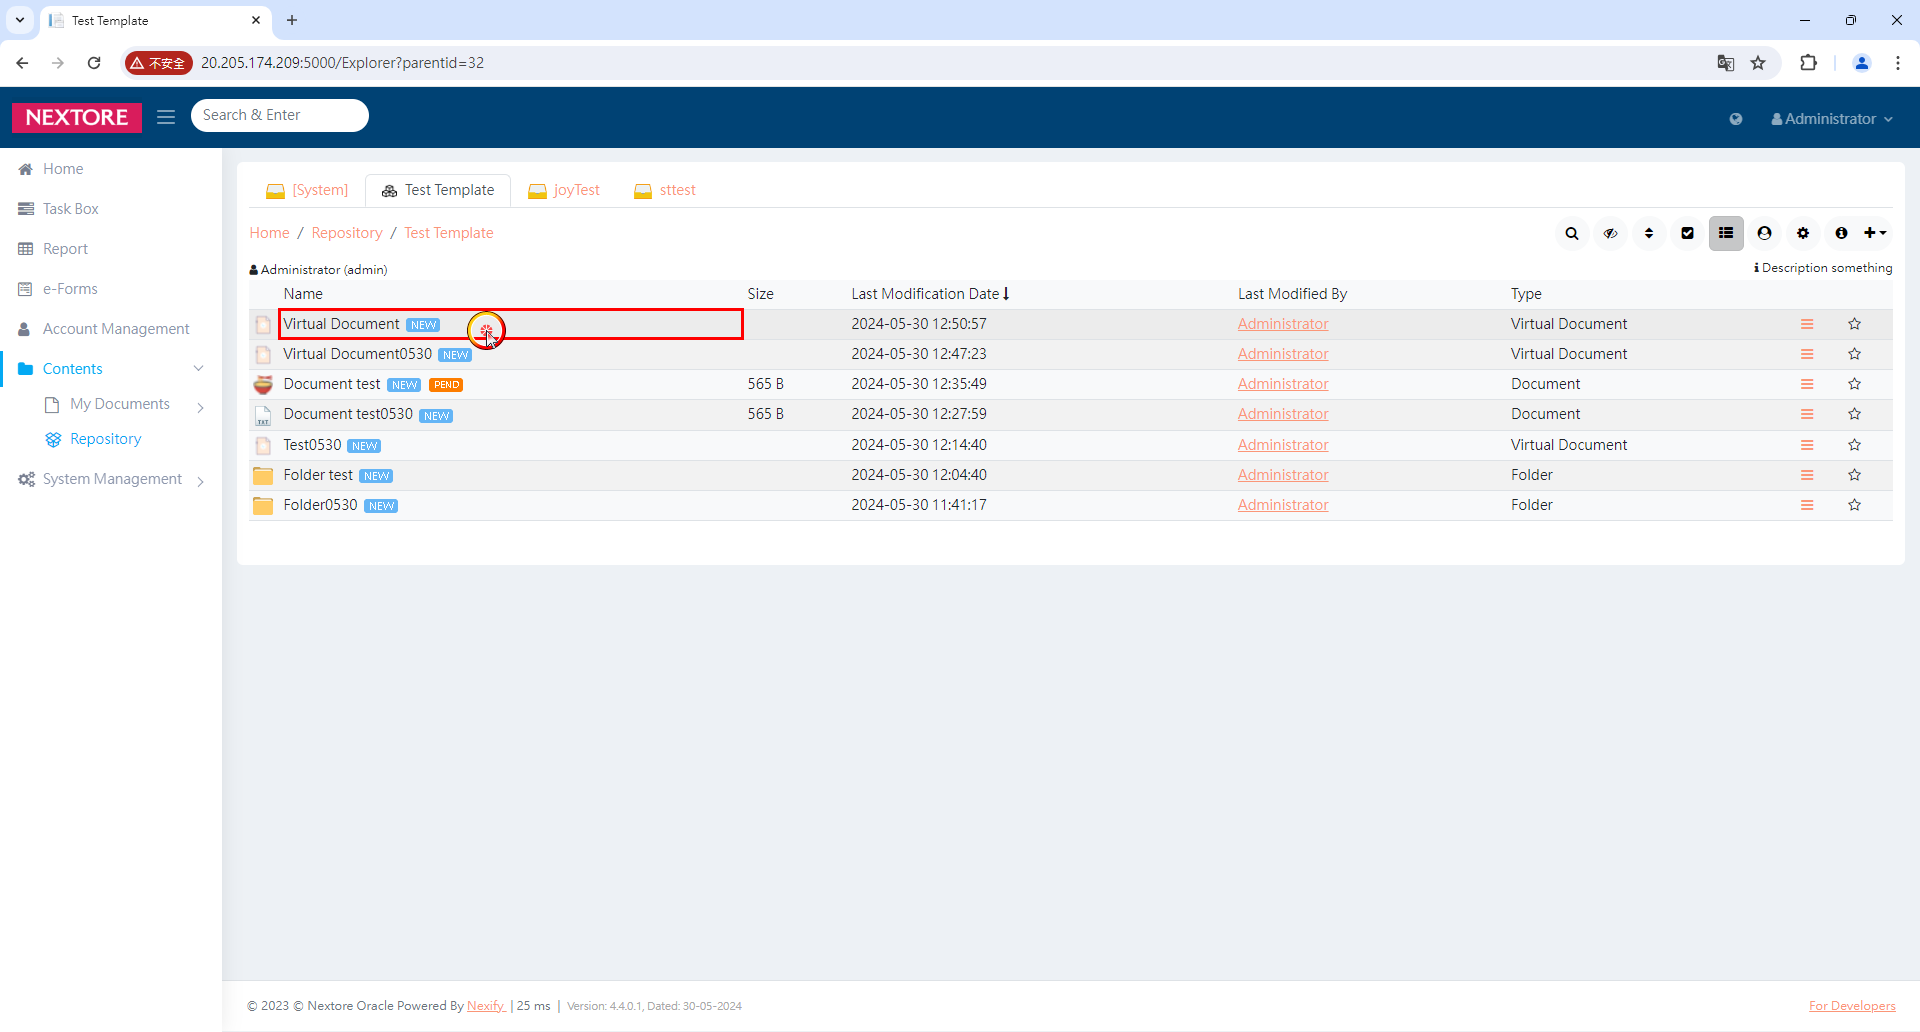 Test Template
不安全 20.205.174.209:5000/Explorer?parentid=32
NEXTORE Search & Enter Administrator
Home
Task Box
Report
e-Forms
Account Management
Contents
My Documents
Repository
System Management
[System] Test Template joyTest sttest
Home / Repository / Test Template
Administrator (admin) Description something
Name Size Last Modification Date Last Modified By Type
Virtual Document NEW 2024-05-30 12:50:57 Administrator Virtual Document
Virtual Document0530 NEW 2024-05-30 12:47:23 Administrator Virtual Document
Document test NEW PEND 565 B 2024-05-30 12:35:49 Administrator Document
TXT Document test0530 NEW 565 B 2024-05-30 12:27:59 Administrator Document
Test0530 NEW 2024-05-30 12:14:40 Administrator Virtual Document
Folder test NEW 2024-05-30 12:04:40 Administrator Folder
Folder0530 NEW 2024-05-30 11:41:17 Administrator Folder
© 2023 © Nextore Oracle Powered By Nexify | 25 ms | Version: 4.4.0.1, Dated: 30-05-2024 For Developers